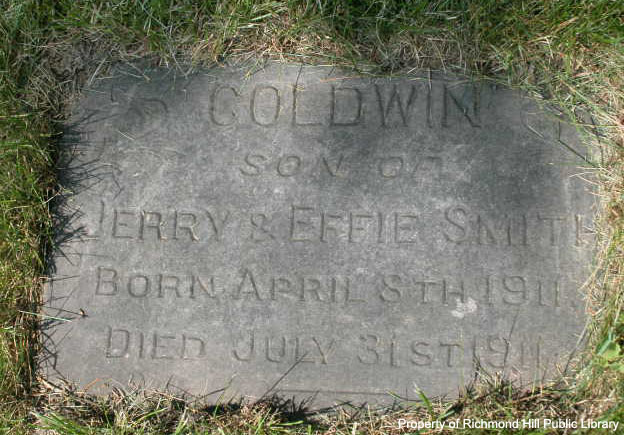 GOLDWIN
SON OF
JERRY & EFFIE SMITH
BORN APRIL 8TH 1911.
DIED JULY 31ST 1911.
Property of Richmond Hill Public Library